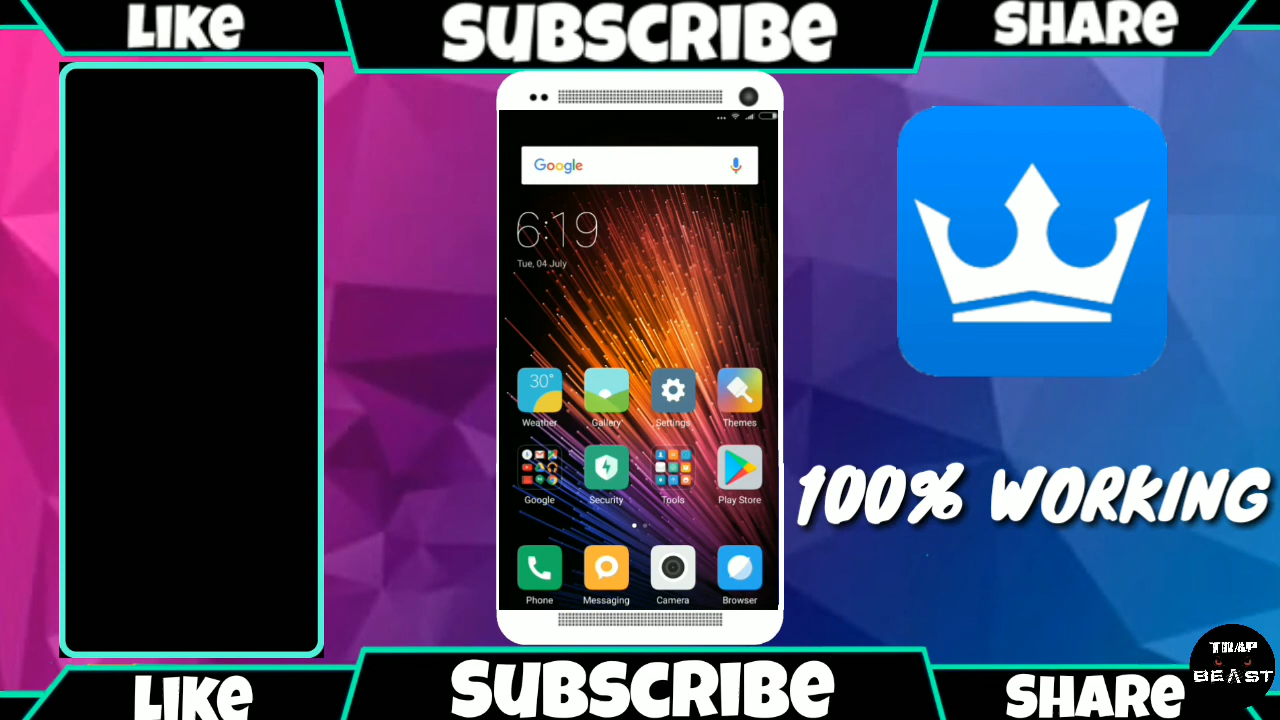 LIKE
SUBSCRIBE
SHARE
Google
6:19
Tue, 04 July
30°
Weather
Gallery
Settings
Themes
Google
Security
Tools
Play Store
100% WORKING
Phone
Messaging
Camera
Browser
TRAP
BEAST
LIKE
SUBSCRIBE
SHARE